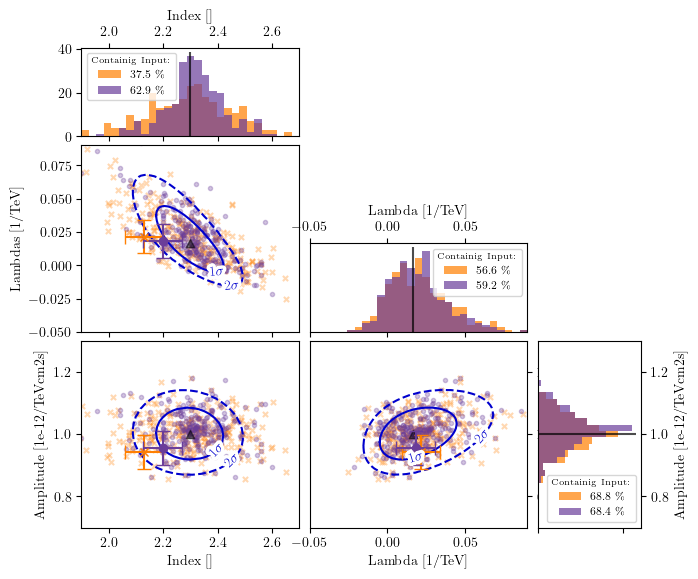 Index []
2.0 2.2 2.4 2.6
40
20
0
Containig Input:
37.5 %
62.9 %
Lambdas [1/TeV]
0.075
0.050
0.025
0.000
−0.025
−0.050
1σ
2σ
Lambda [1/TeV]
−0.05 0.00 0.05
Containig Input:
56.6 %
59.2 %
Amplitude [1e-12/TeVcm2s]
1.2
1.0
0.8
1σ
2σ
2.0 2.2 2.4 2.6
Index []
1σ
2σ
−0.05 0.00 0.05
Lambda [1/TeV]
Containig Input:
68.8 %
68.4 %
1.2
1.0
0.8
Amplitude [1e-12/TeVcm2s]